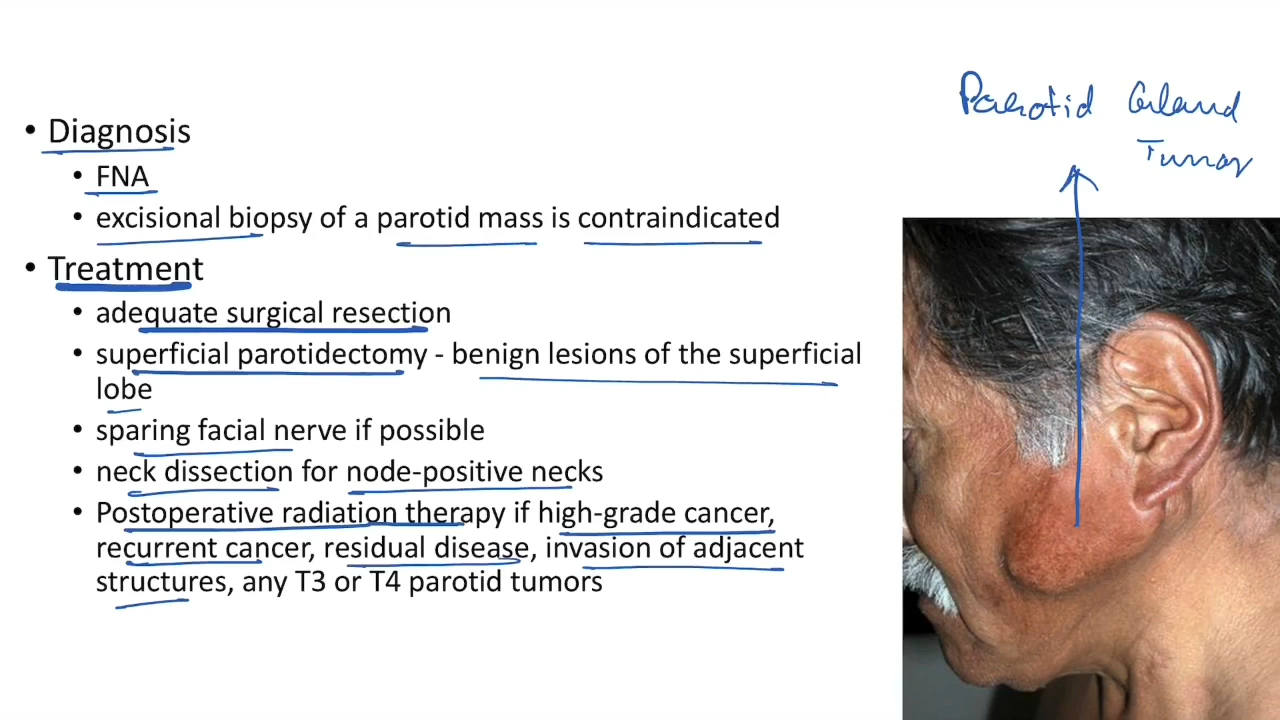 Parotid Gland
Tumor
• Diagnosis
• FNA
• excisional biopsy of a parotid mass is contraindicated
• Treatment
• adequate surgical resection
• superficial parotidectomy - benign lesions of the superficial
lobe
• sparing facial nerve if possible
• neck dissection for node-positive necks
• Postoperative radiation therapy if high-grade cancer,
recurrent cancer, residual disease, invasion of adjacent
structures, any T3 or T4 parotid tumors